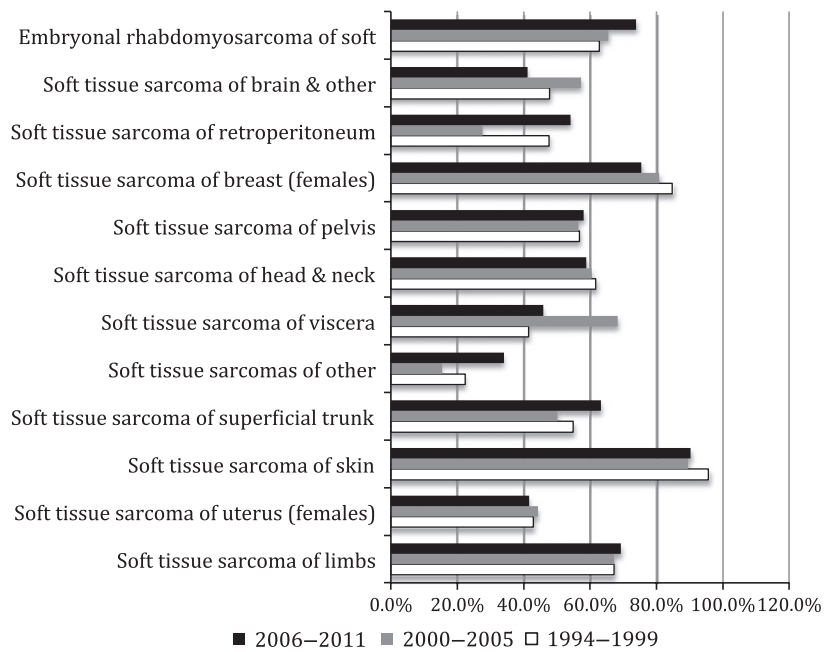 Embryonal rhabdomyosarcoma of soft
Soft tissue sarcoma of brain & other
Soft tissue sarcoma of retroperitoneum
Soft tissue sarcoma of breast (females)
Soft tissue sarcoma of pelvis
Soft tissue sarcoma of head & neck
Soft tissue sarcoma of viscera
Soft tissue sarcomas of other
Soft tissue sarcoma of superficial trunk
Soft tissue sarcoma of skin
Soft tissue sarcoma of uterus (females)
Soft tissue sarcoma of limbs
0.0% 20.0% 40.0% 60.0% 80.0% 100.0% 120.0%
2006–2011 2000–2005 1994–1999